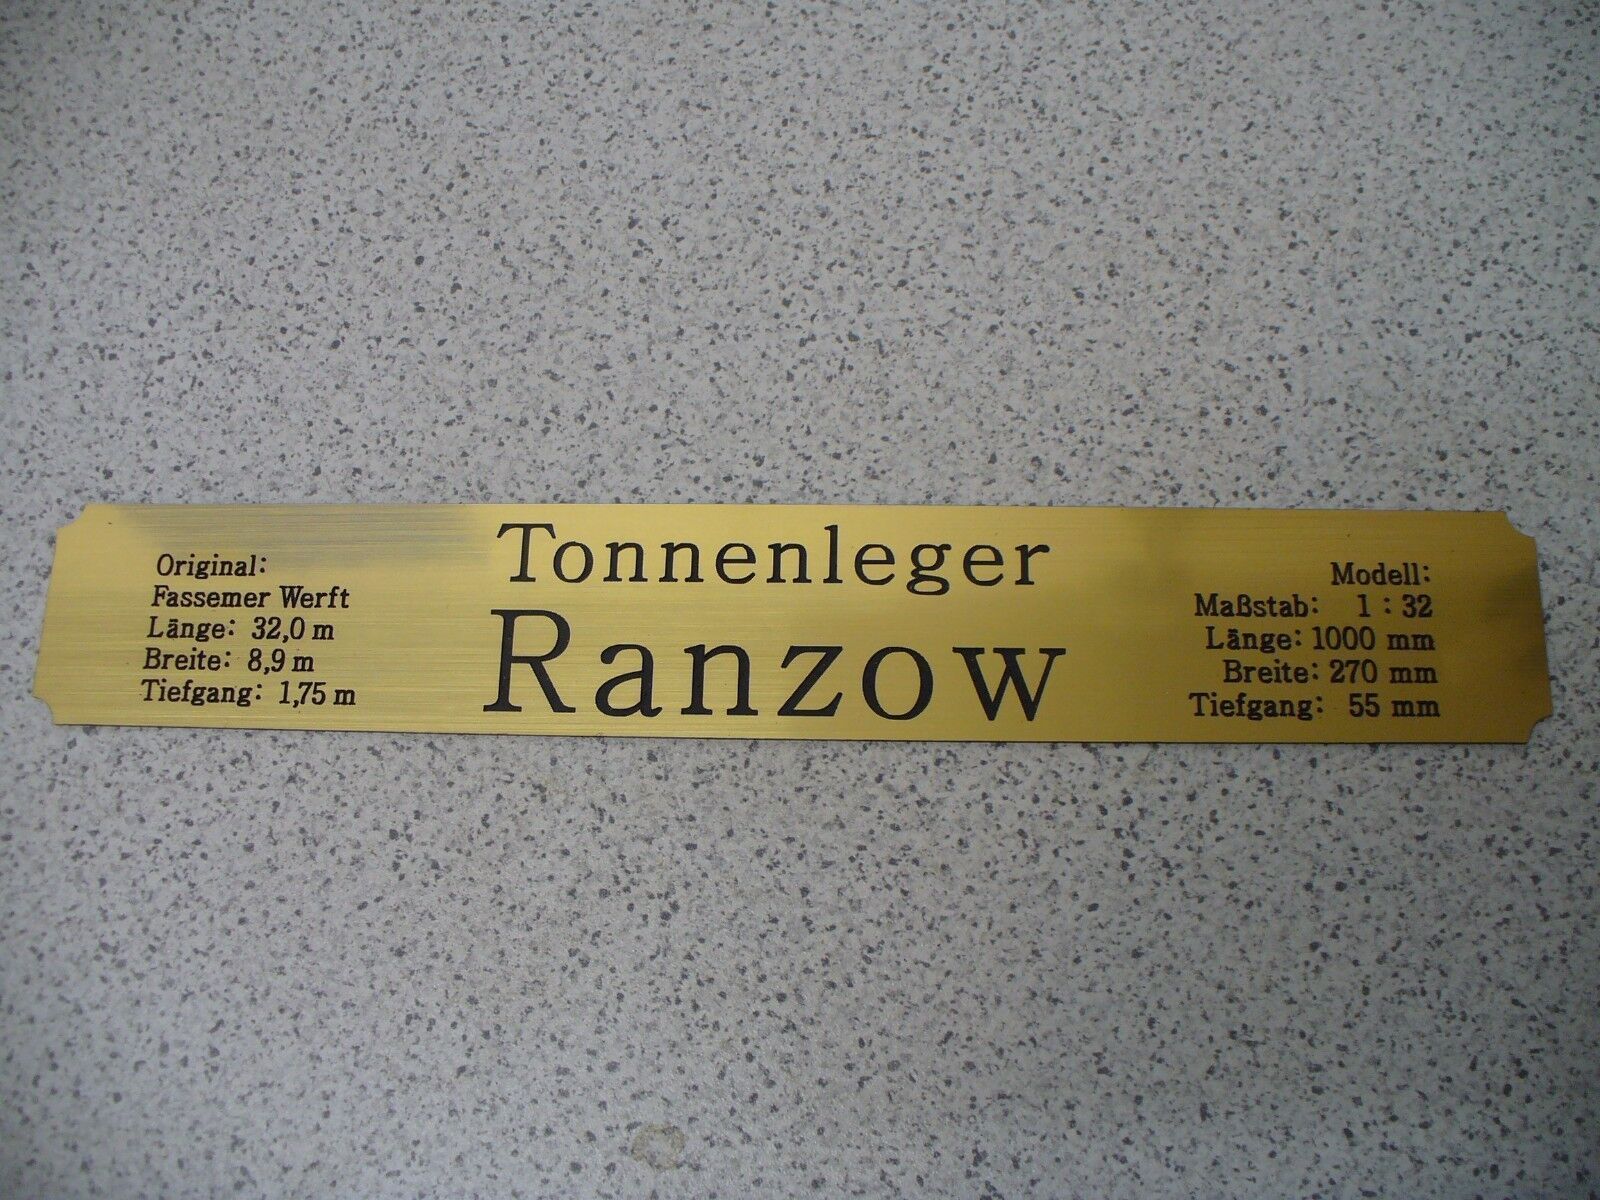 Tonnenleger
Ranzow
Original:
Fassemer Werft
Länge: 32,0 m
Breite: 8,9 m
Tiefgang: 1,75 m
Modell:
Maßstab: 1 : 32
Länge: 1000 mm
Breite: 270 mm
Tiefgang: 55 mm